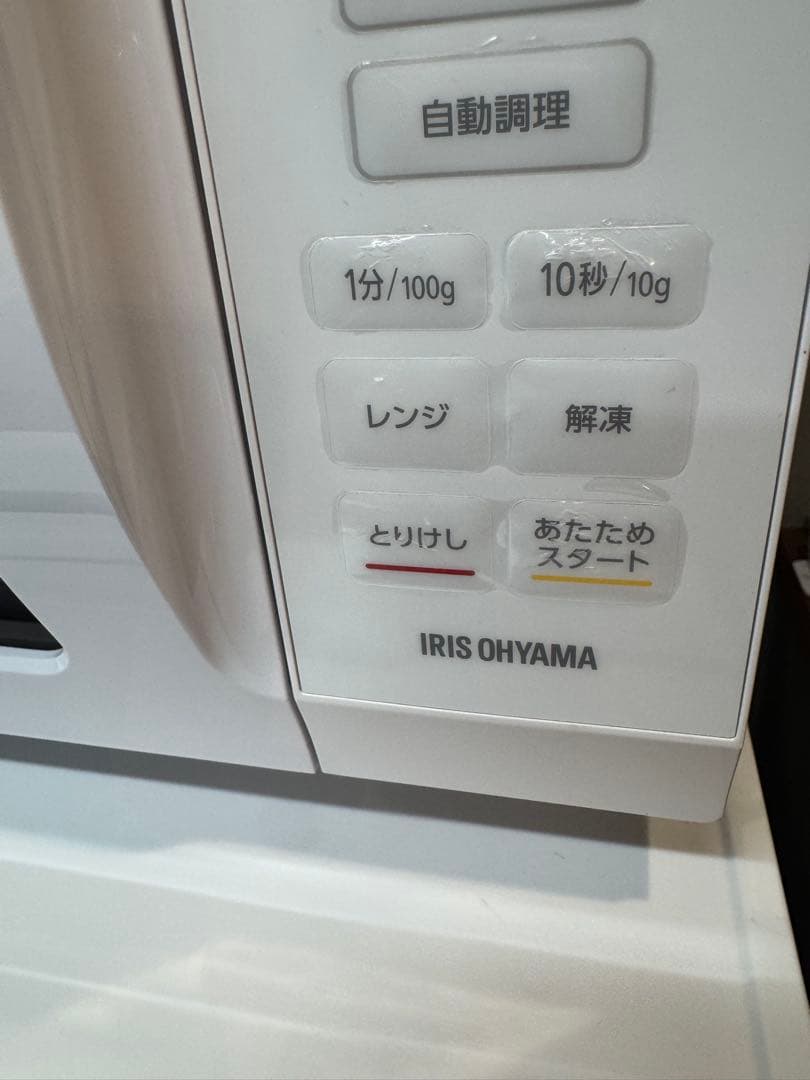 自動調理
1分/100g
10秒/10g
レンジ
解凍
とりけし
あたため
スタート
IRIS OHYAMA